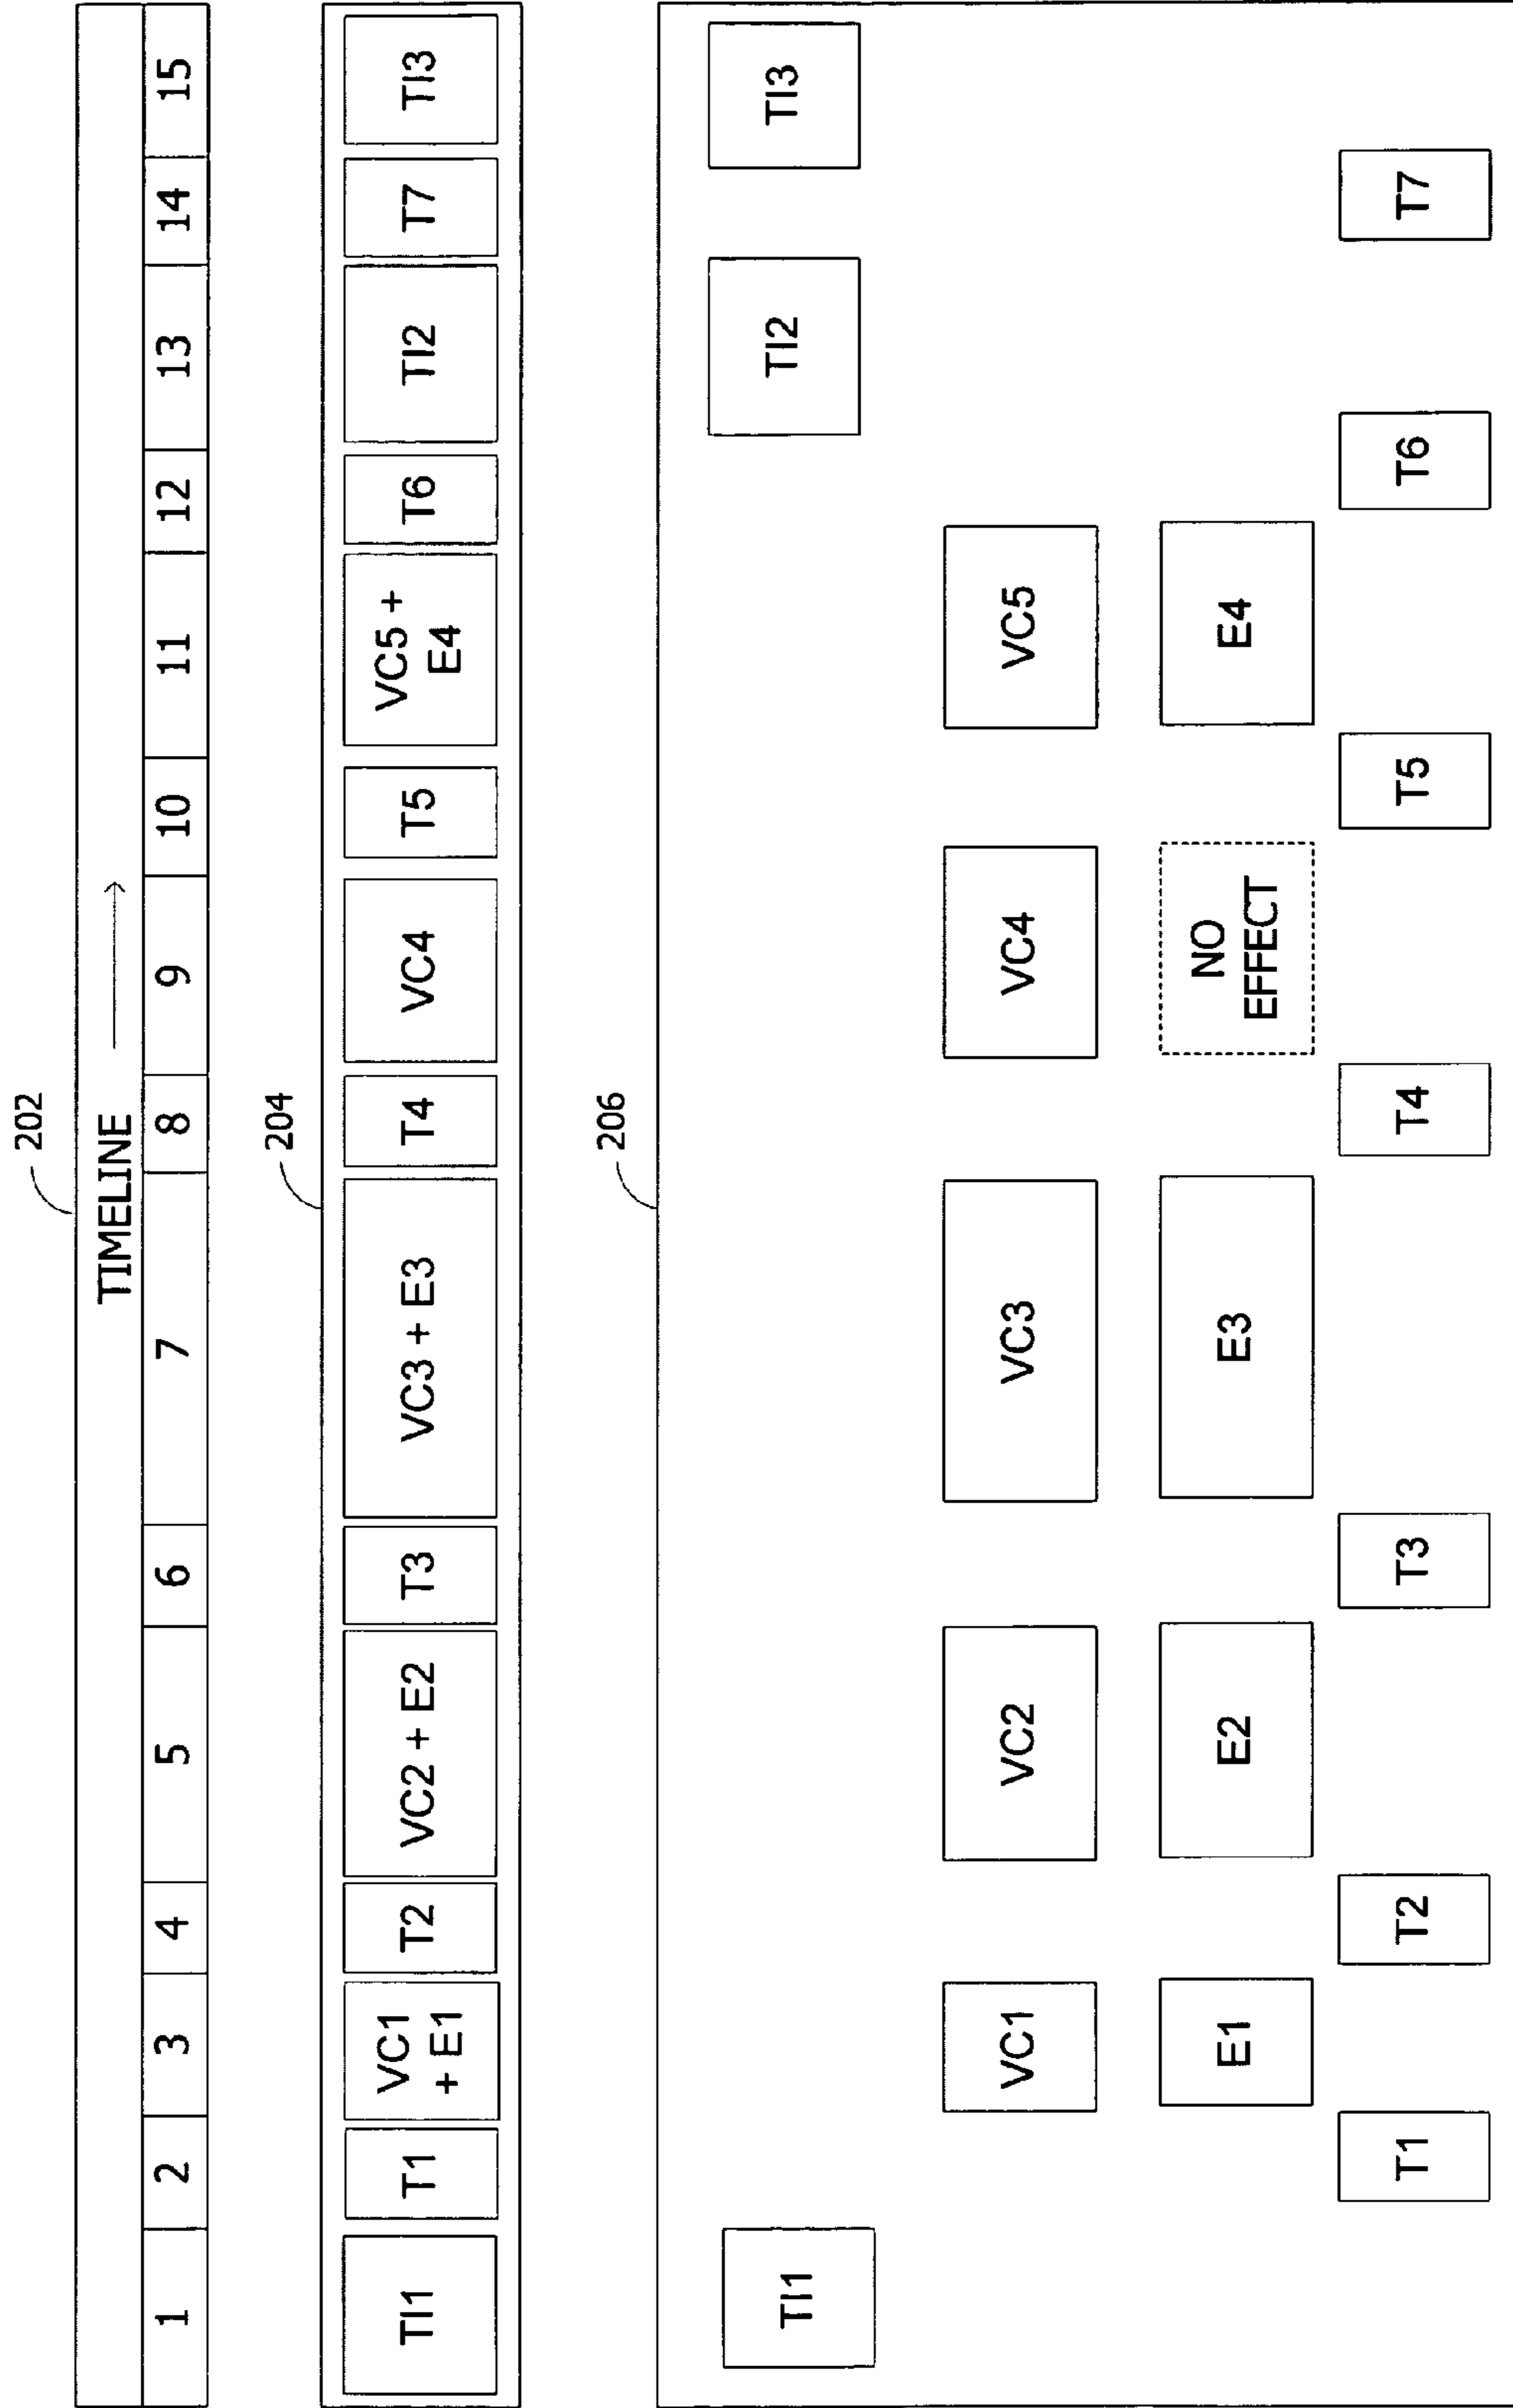 202
TIMELINE
1 2 3 4 5 6 7 8 9 10 11 12 13 14 15
204
TI1
T1
VC1
+ E1
T2
VC2 + E2
T3
VC3 + E3
T4
VC4
T5
VC5 +
E4
T6
TI2
T7
TI3
206
TI1 TI2 TI3
VC1 VC2 VC3 VC4 VC5
E1 E2 E3
NO
EFFECT
E4
T1 T2 T3 T4 T5 T6 T7